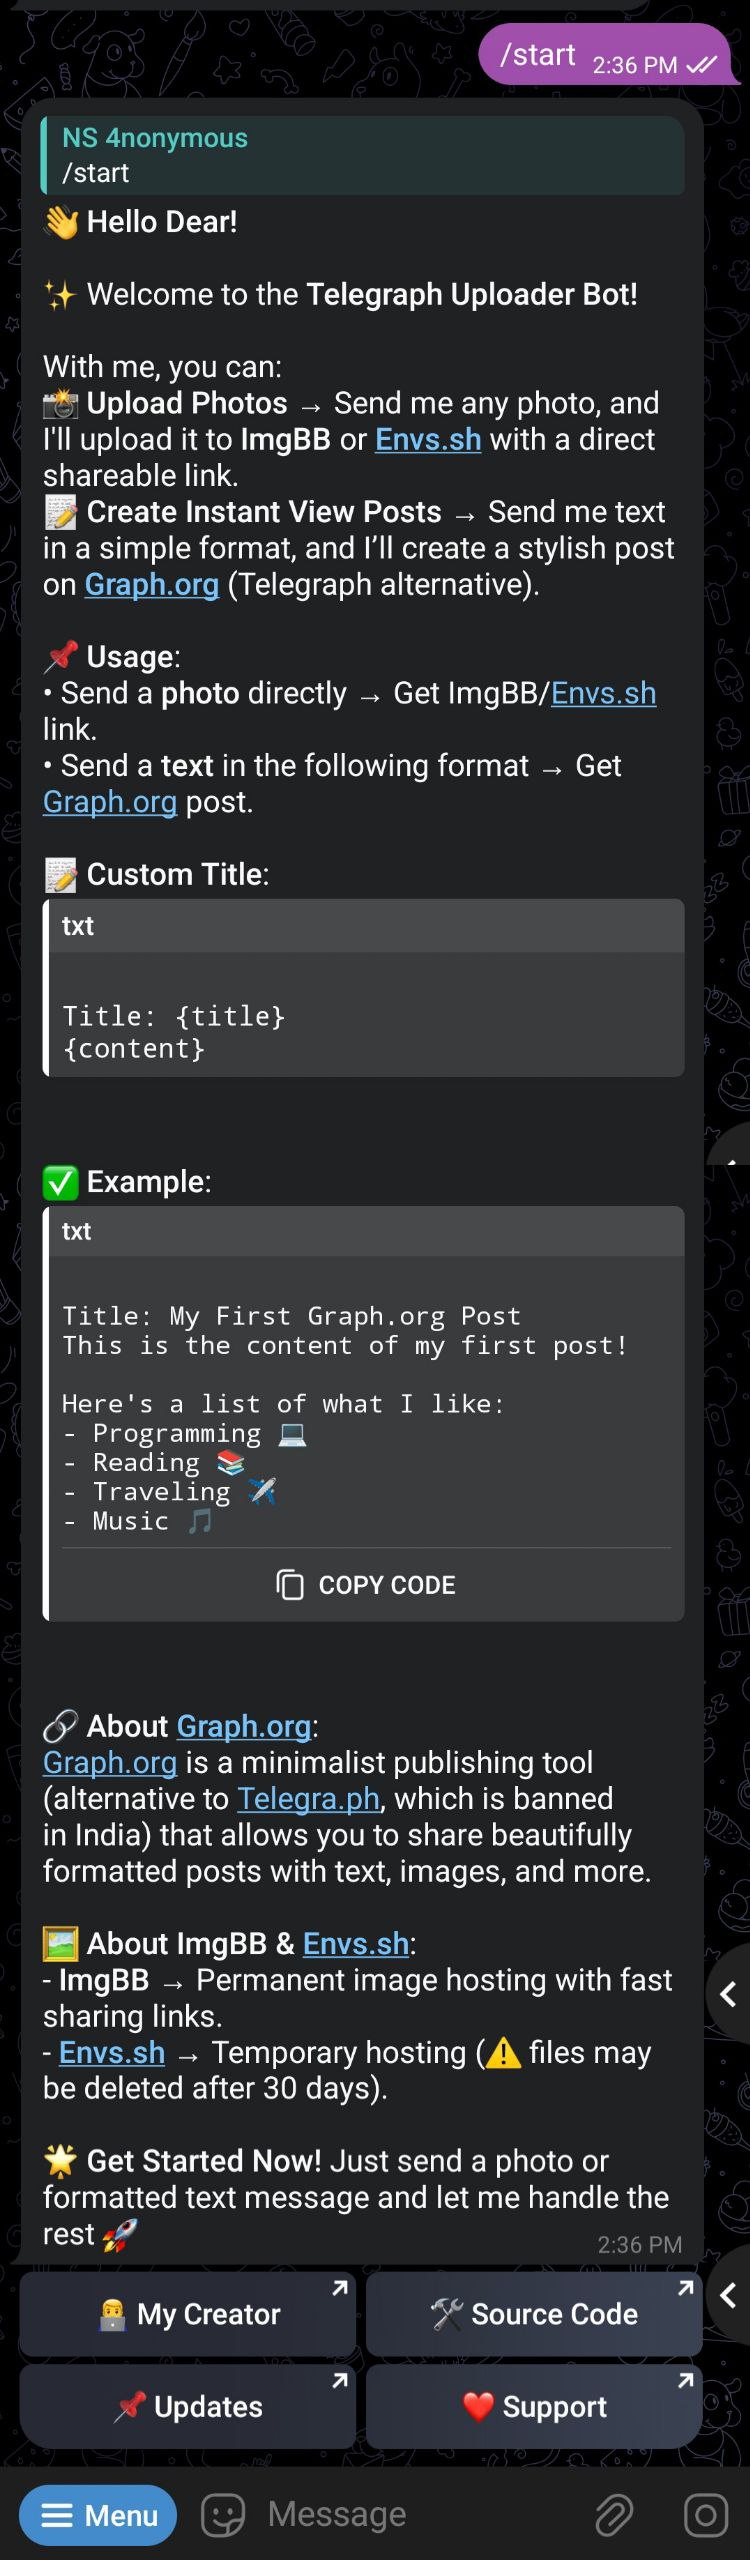 /start 2:36 PM
NS 4nonymous
/start
👋 Hello Dear!
✨ Welcome to the Telegraph Uploader Bot!
With me, you can:
📸 Upload Photos → Send me any photo, and
I'll upload it to ImgBB or Envs.sh with a direct
shareable link.
📝 Create Instant View Posts → Send me text
in a simple format, and I’ll create a stylish post
on Graph.org (Telegraph alternative).
📌 Usage:
• Send a photo directly → Get ImgBB/Envs.sh
link.
• Send a text in the following format → Get
Graph.org post.
📝 Custom Title:
txt
Title: {title}
{content}
✅ Example:
txt
Title: My First Graph.org Post
This is the content of my first post!
Here's a list of what I like:
- Programming 💻
- Reading 📚
- Traveling ✈️
- Music 🎵
COPY CODE
🔗 About Graph.org:
Graph.org is a minimalist publishing tool
(alternative to Telegra.ph, which is banned
in India) that allows you to share beautifully
formatted posts with text, images, and more.
🖼️ About ImgBB & Envs.sh:
- ImgBB → Permanent image hosting with fast
sharing links.
- Envs.sh → Temporary hosting (⚠️ files may
be deleted after 30 days).
🌟 Get Started Now! Just send a photo or
formatted text message and let me handle the
rest 🚀
2:36 PM
👨‍💻 My Creator
🛠️ Source Code
📌 Updates
❤️ Support
Menu
Message